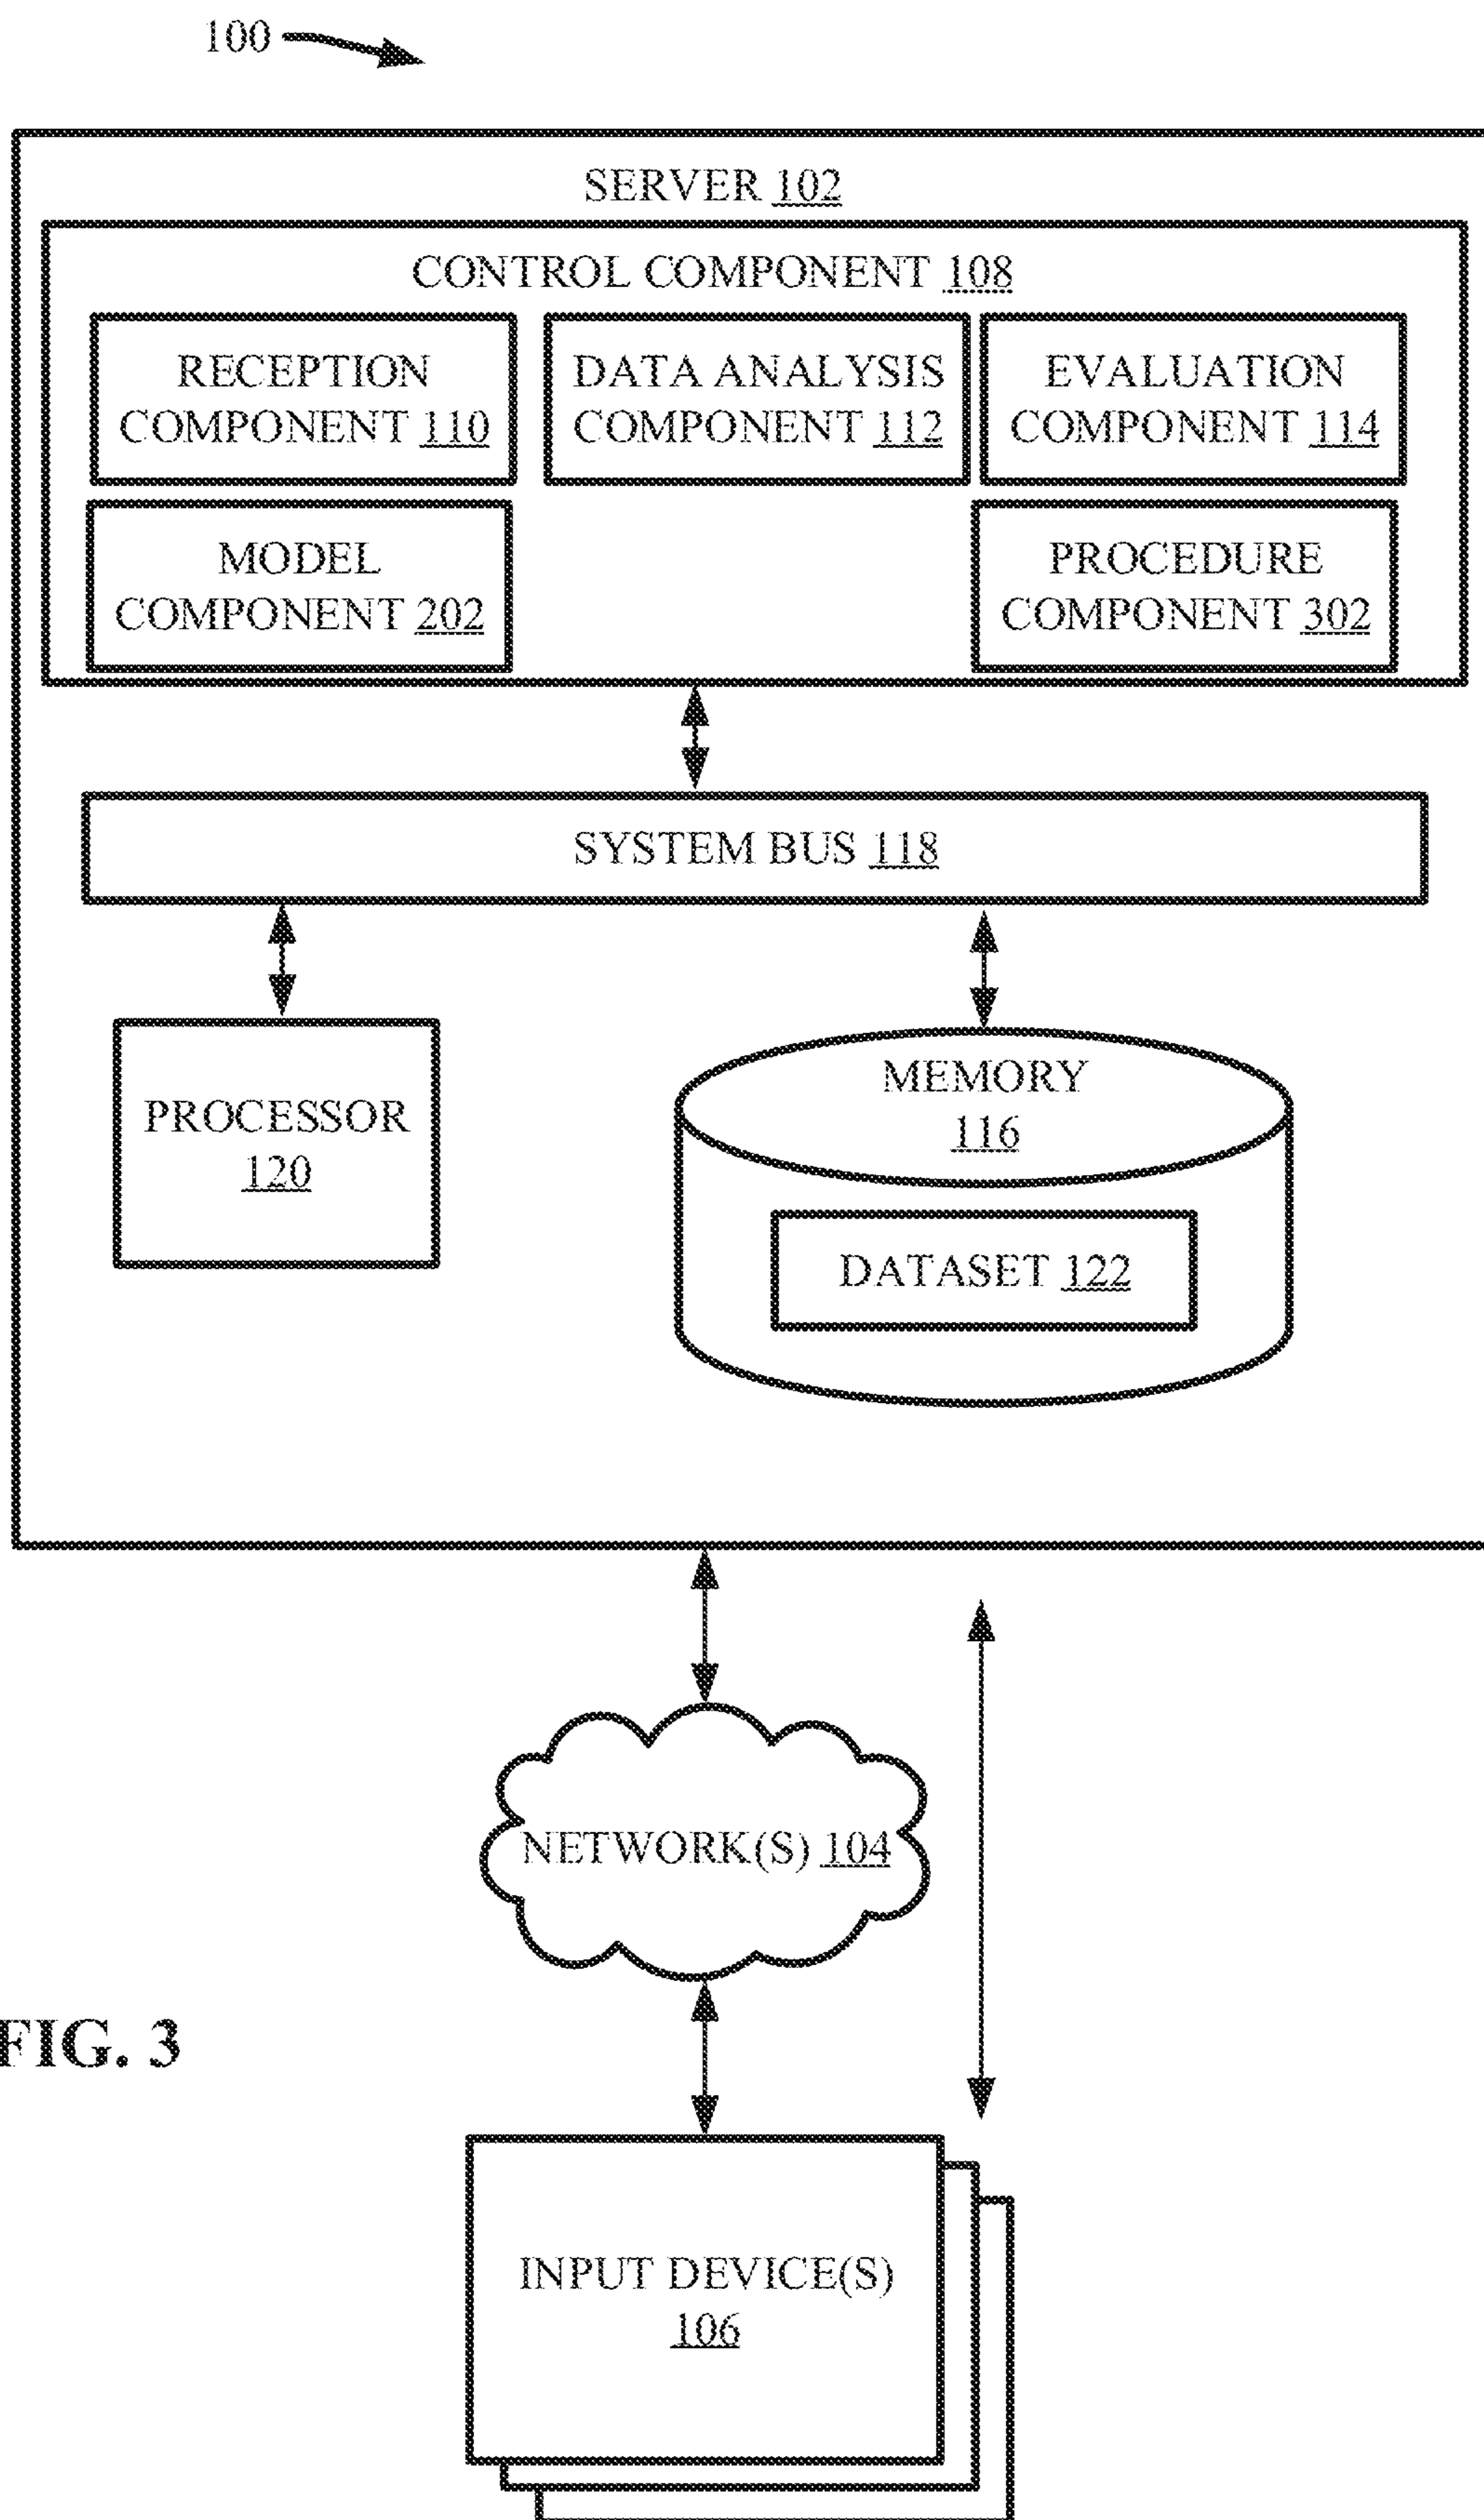 100
SERVER 102
CONTROL COMPONENT 108
RECEPTION
COMPONENT 110
DATA ANALYSIS
COMPONENT 112
EVALUATION
COMPONENT 114
MODEL
COMPONENT 202
PROCEDURE
COMPONENT 302
SYSTEM BUS 118
PROCESSOR
120
MEMORY
116
DATASET 122
NETWORK(S) 104
FIG. 3
INPUT DEVICE(S)
106